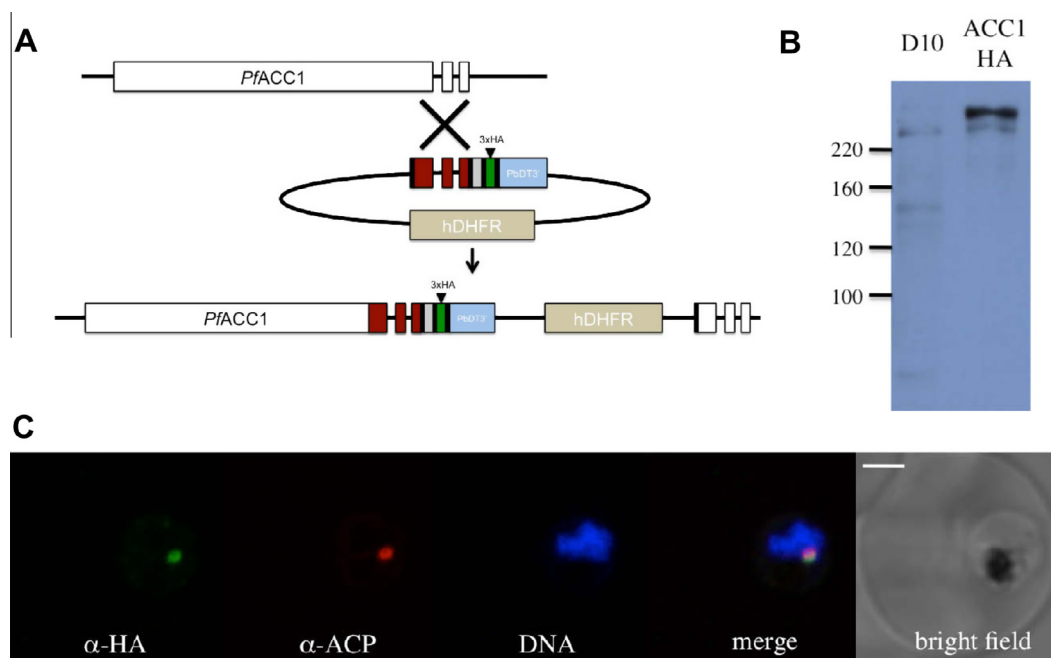 A
PfACC1
3xHA
PbDT3'
hDHFR
3xHA
PfACC1
PbDT3'
hDHFR
B
D10
ACC1
HA
220
160
120
100
C
α-HA
α-ACP
DNA
merge
bright field